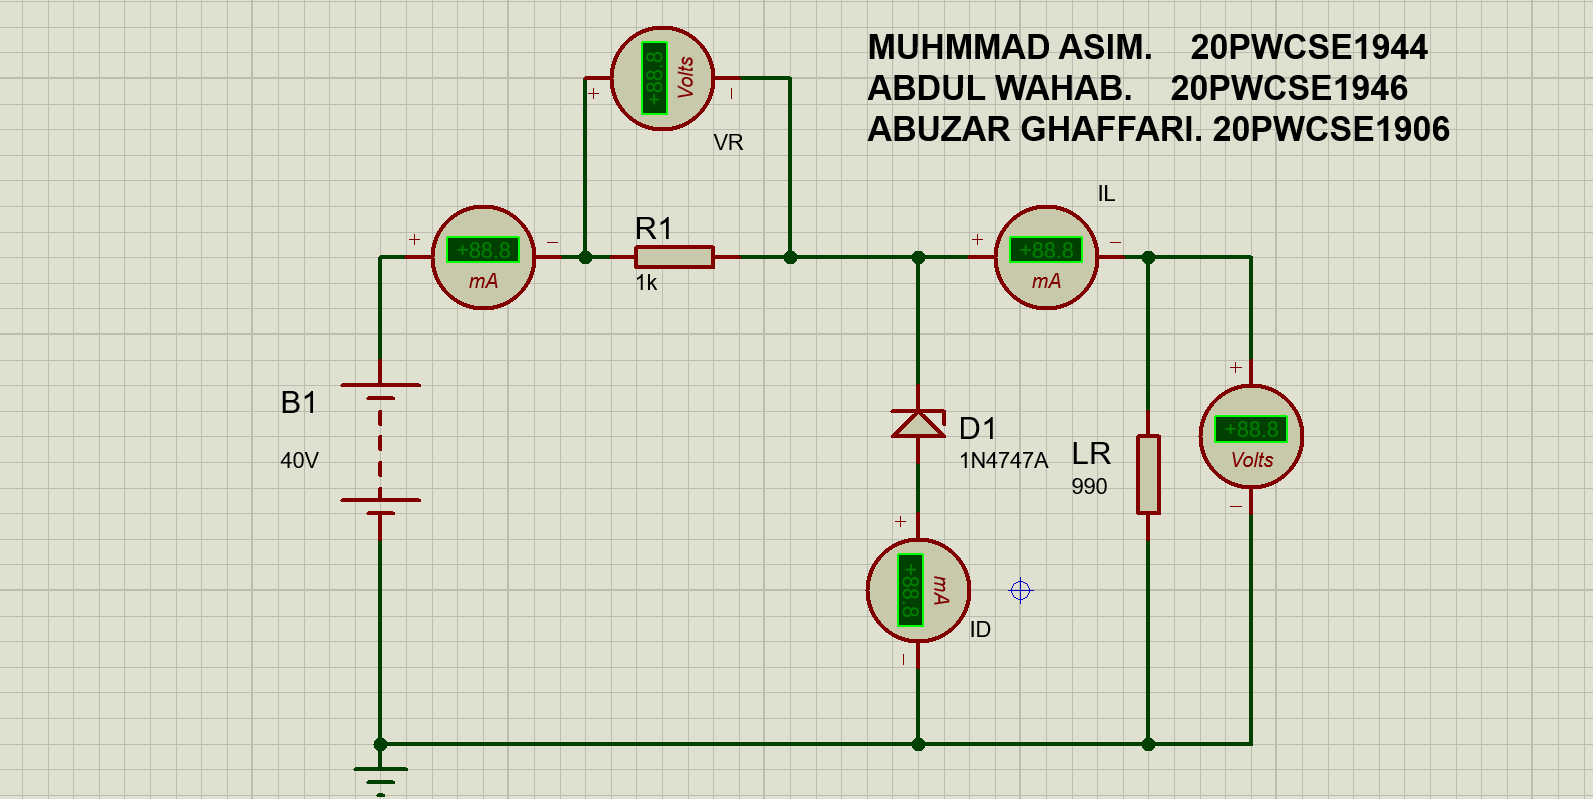 MUHMMAD ASIM. 20PWCSE1944
ABDUL WAHAB. 20PWCSE1946
ABUZAR GHAFFARI. 20PWCSE1906
+88.8
Volts
+
-
VR
IL
R1
1k
+
+88.8
mA
-
+
+88.8
mA
-
B1
40V
D1
1N4747A
LR
990
+
+88.8
Volts
-
+
+88.8
mA
-
ID